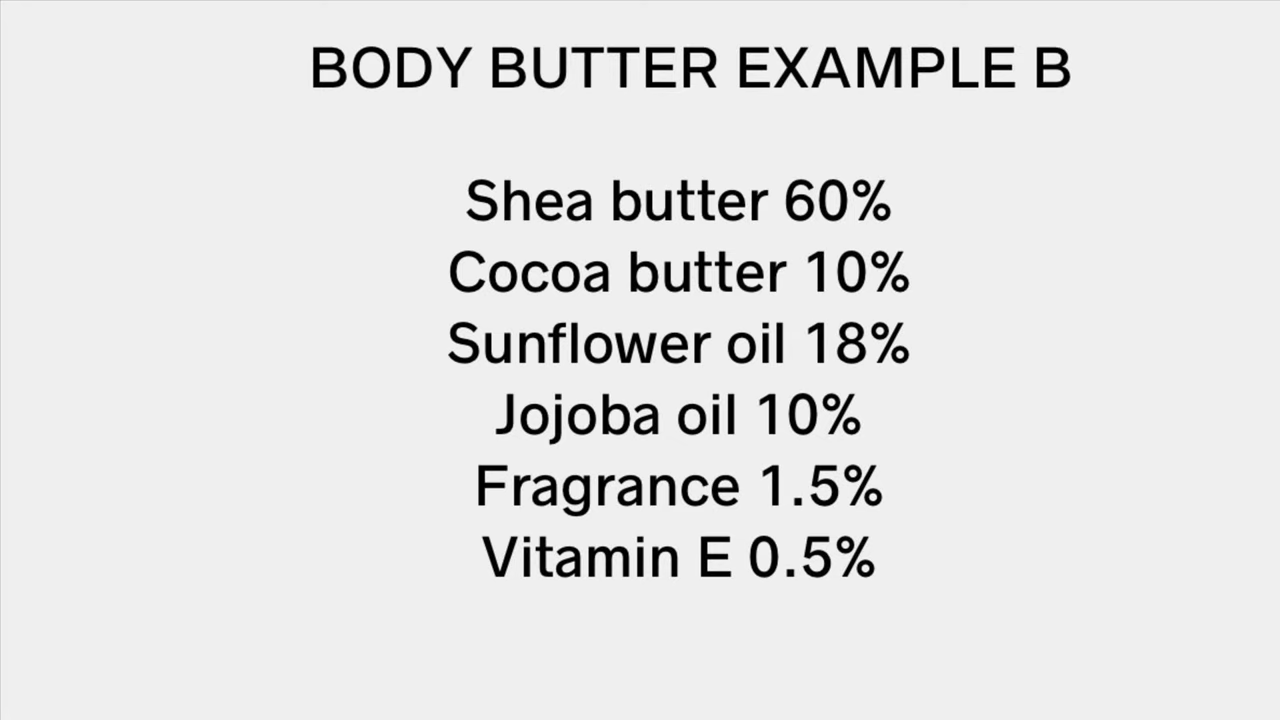 BODY BUTTER EXAMPLE B
Shea butter 60%
Cocoa butter 10%
Sunflower oil 18%
Jojoba oil 10%
Fragrance 1.5%
Vitamin E 0.5%